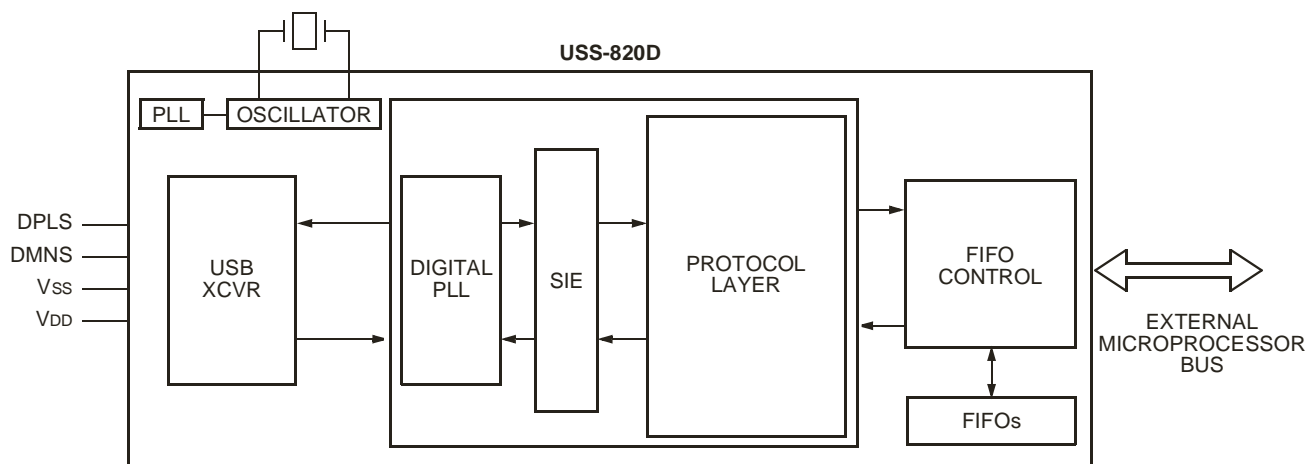 USS-820D
PLL
OSCILLATOR
DPLS
DMNS
VSS
VDD
USB
XCVR
DIGITAL
PLL
SIE
PROTOCOL
LAYER
FIFO
CONTROL
FIFOs
EXTERNAL
MICROPROCESSOR
BUS